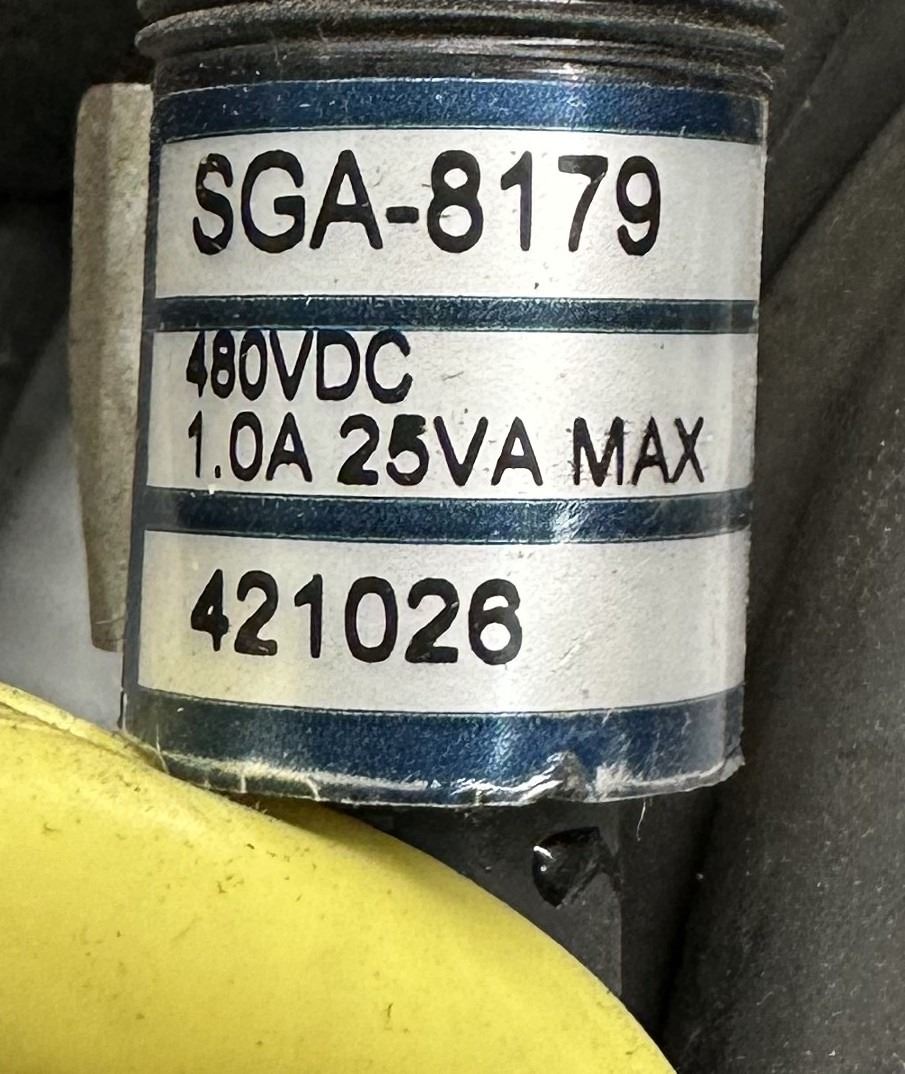 SGA-8179
480VDC
1.0A 25VA MAX
421026